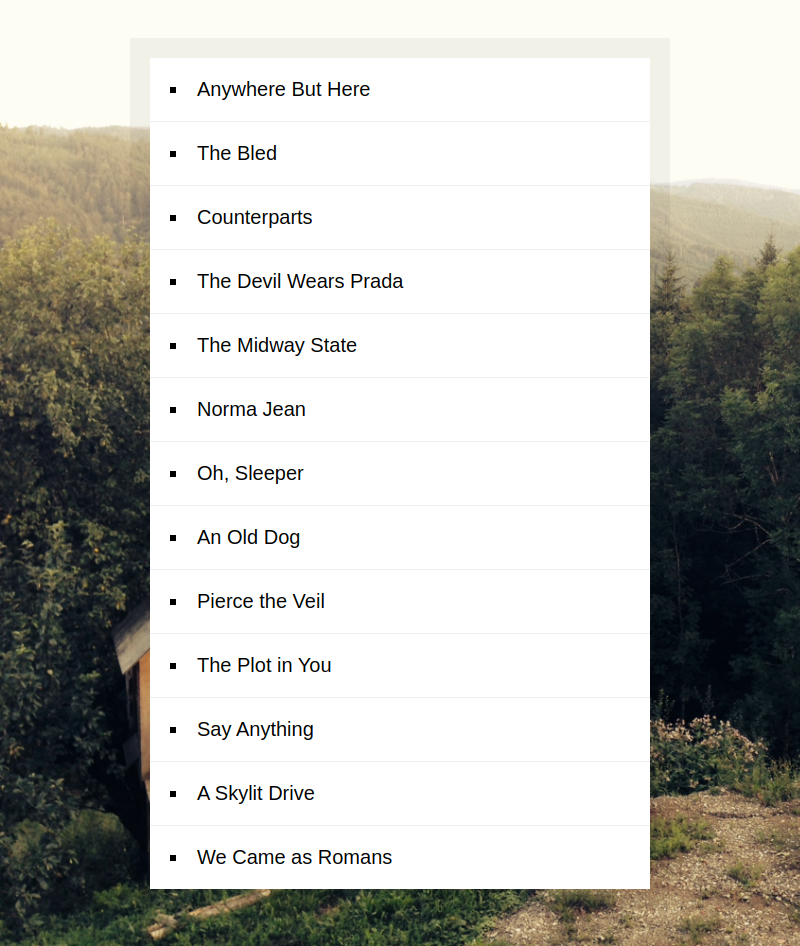 Anywhere But Here
The Bled
Counterparts
The Devil Wears Prada
The Midway State
Norma Jean
Oh, Sleeper
An Old Dog
Pierce the Veil
The Plot in You
Say Anything
A Skylit Drive
We Came as Romans